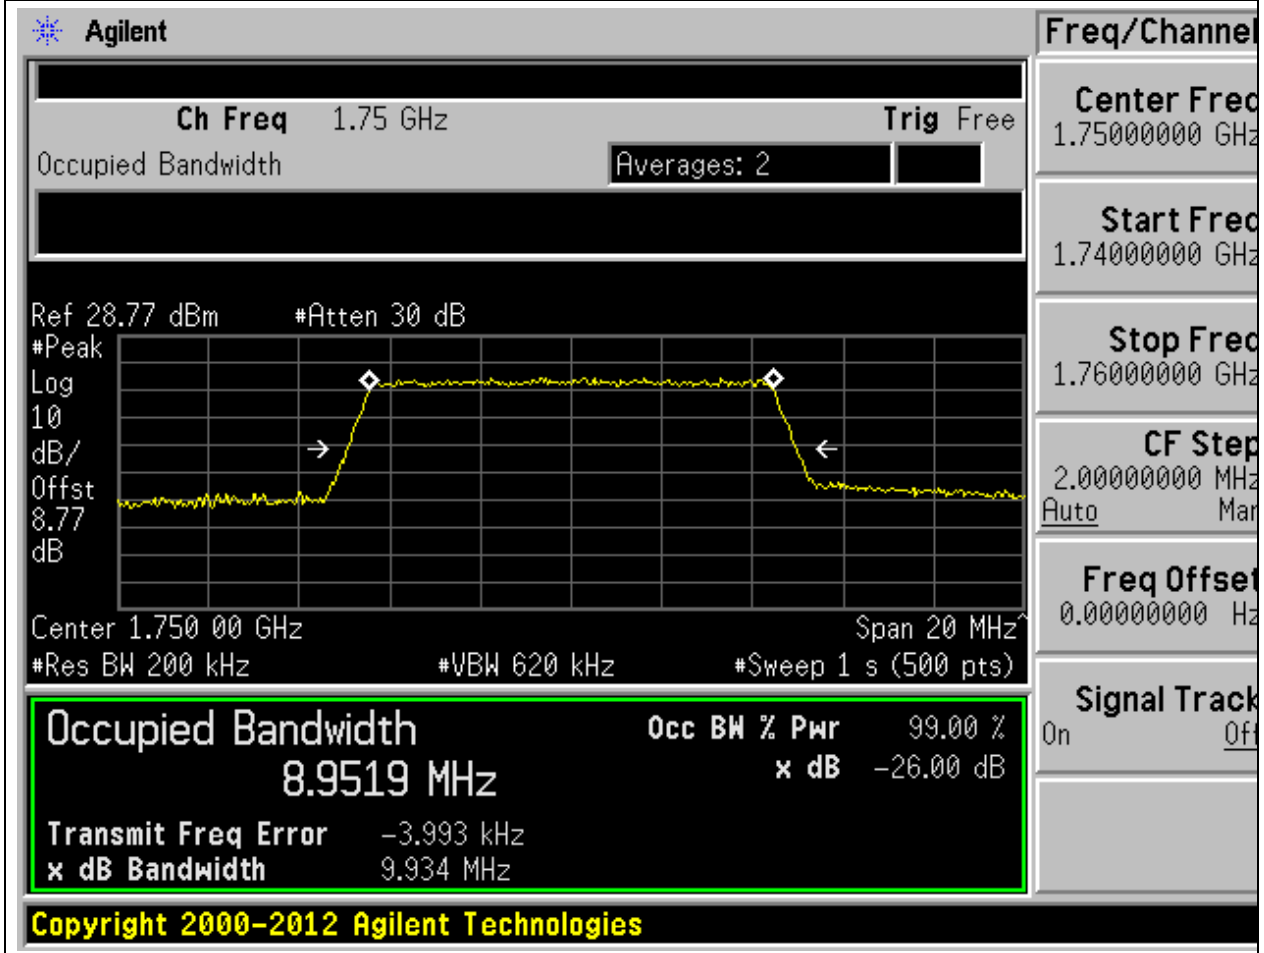 Agilent
Freq/Channel
Ch Freq 1.75 GHz Trig Free
Occupied Bandwidth Averages: 2
Center Freq
1.75000000 GHz
Start Freq
1.74000000 GHz
Stop Freq
1.76000000 GHz
CF Step
2.00000000 MHz
Auto Man
Freq Offset
0.00000000 Hz
Signal Track
On Off
Ref 28.77 dBm #Atten 30 dB
#Peak
Log
10
dB/
Offst
8.77
dB
Center 1.750 00 GHz Span 20 MHz^
#Res BW 200 kHz #VBW 620 kHz #Sweep 1 s (500 pts)
Occupied Bandwidth Occ BW % Pwr 99.00 %
8.9519 MHz x dB -26.00 dB
Transmit Freq Error -3.993 kHz
x dB Bandwidth 9.934 MHz
Copyright 2000-2012 Agilent Technologies